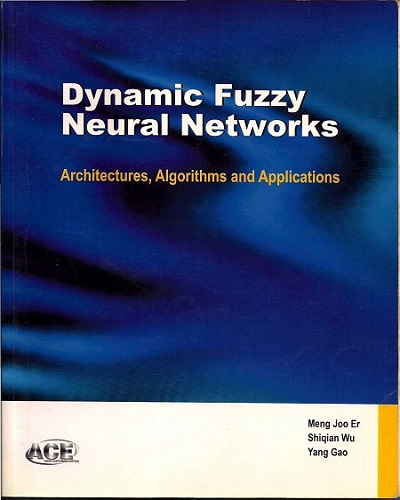 Dynamic Fuzzy
Neural Networks
Architectures, Algorithms and Applications
Meng Joo Er
Shiqian Wu
Yang Gao
ACE